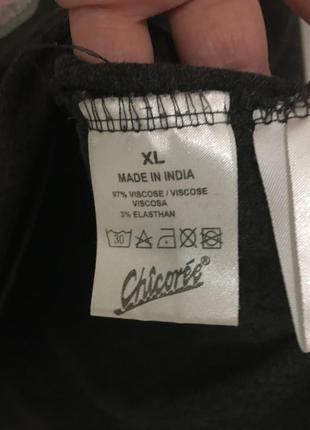 XL
MADE IN INDIA
97% VISCOSE / VISCOSE
VISCOSA
3% ELASTHAN
30
Chicorée®